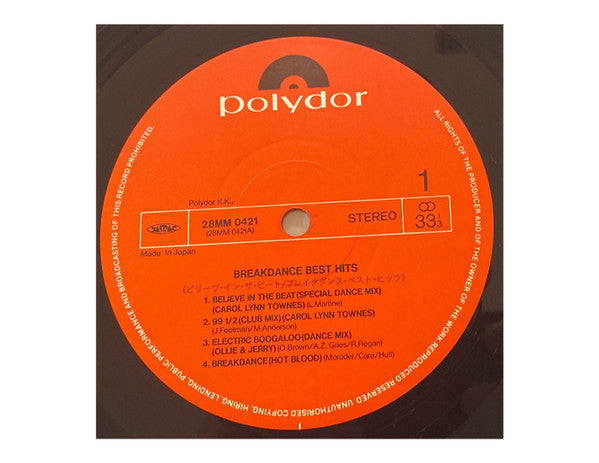 polydor
Polydor K.K.,
1
28MM 0421
(28MM 0421A)
STEREO
33 1/3
JASRAC
Made In Japan
BREAKDANCE BEST HITS
(ビリーヴ・イン・ザ・ビート/ブレイクダンス・ベスト・ヒッツ)
1. BELIEVE IN THE BEAT(SPECIAL DANCE MIX)
(CAROL LYNN TOWNES) (L.Martine)
2. 99 1/2(CLUB MIX)(CAROL LYNN TOWNES)
(J.Footman/M.Anderson)
3. ELECTRIC BOOGALOO(DANCE MIX)
(OLLIE & JERRY)(O.Brown/A.Z. Giles/R.Regan)
4. BREAKDANCE(HOT BLOOD)(Moroder/Cara/Hull)
ALL RIGHTS OF THE PRODUCER AND OF THE OWNER OF THE WORK REPRODUCED RESERVED. UNAUTHORISED COPYING, HIRING, LENDING, PUBLIC PERFORMANCE AND BROADCASTING OF THIS RECORD PROHIBITED.